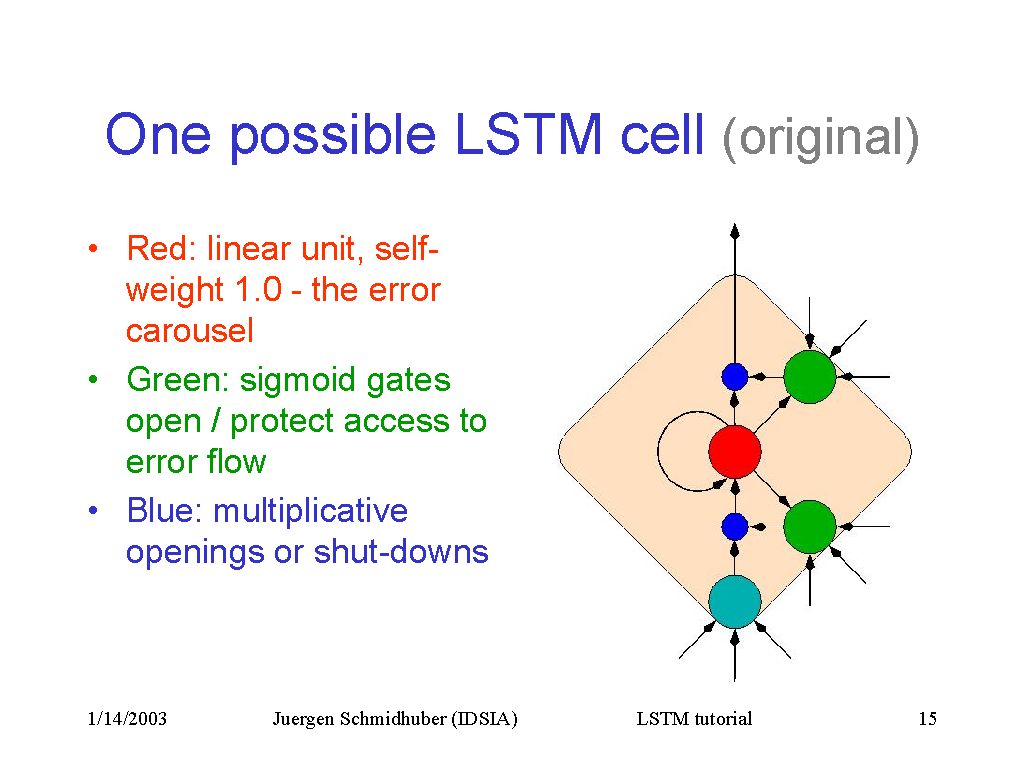 One possible LSTM cell (original)
• Red: linear unit, self-
weight 1.0 - the error
carousel
• Green: sigmoid gates
open / protect access to
error flow
• Blue: multiplicative
openings or shut-downs
1/14/2003 Juergen Schmidhuber (IDSIA) LSTM tutorial 15